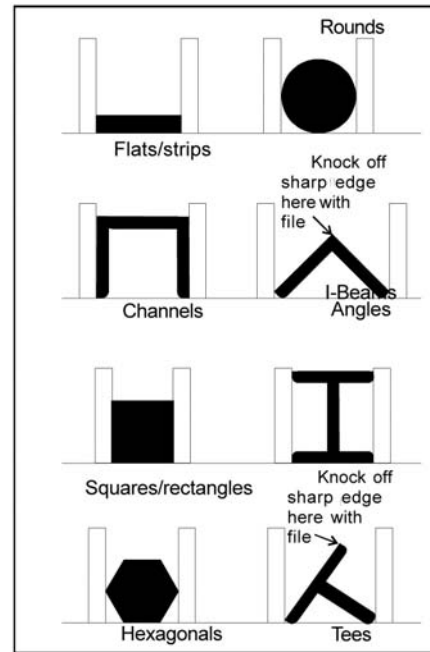 Rounds
Flats/strips
Knock off
sharp edge
here with
file
Channels
I-Beams
Angles
Squares/rectangles
Knock off
sharp edge
here with
file
Hexagonals
Tees